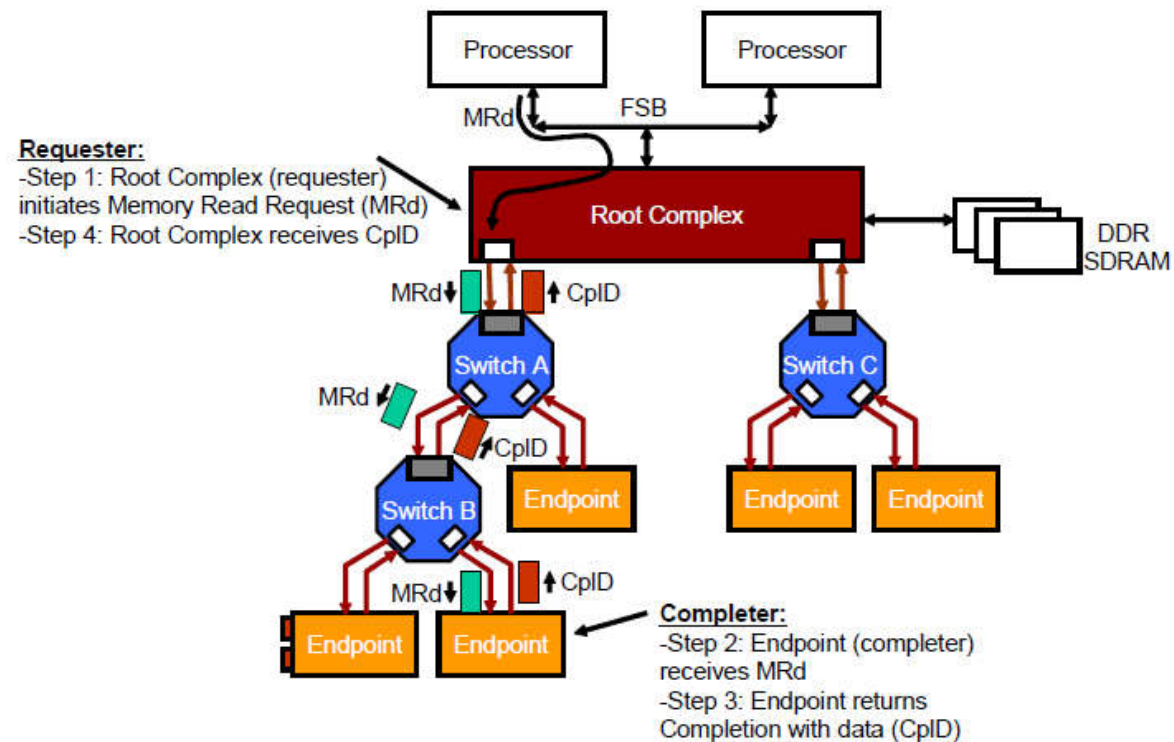 Processor
Processor
MRd
FSB
Requester:
-Step 1: Root Complex (requester)
initiates Memory Read Request (MRd)
-Step 4: Root Complex receives CplD
Root Complex
DDR
SDRAM
MRd
CplD
Switch A
Switch C
MRd
CplD
Switch B
Endpoint
Endpoint
Endpoint
MRd
CplD
Endpoint
Endpoint
Completer:
-Step 2: Endpoint (completer)
receives MRd
-Step 3: Endpoint returns
Completion with data (CplD)